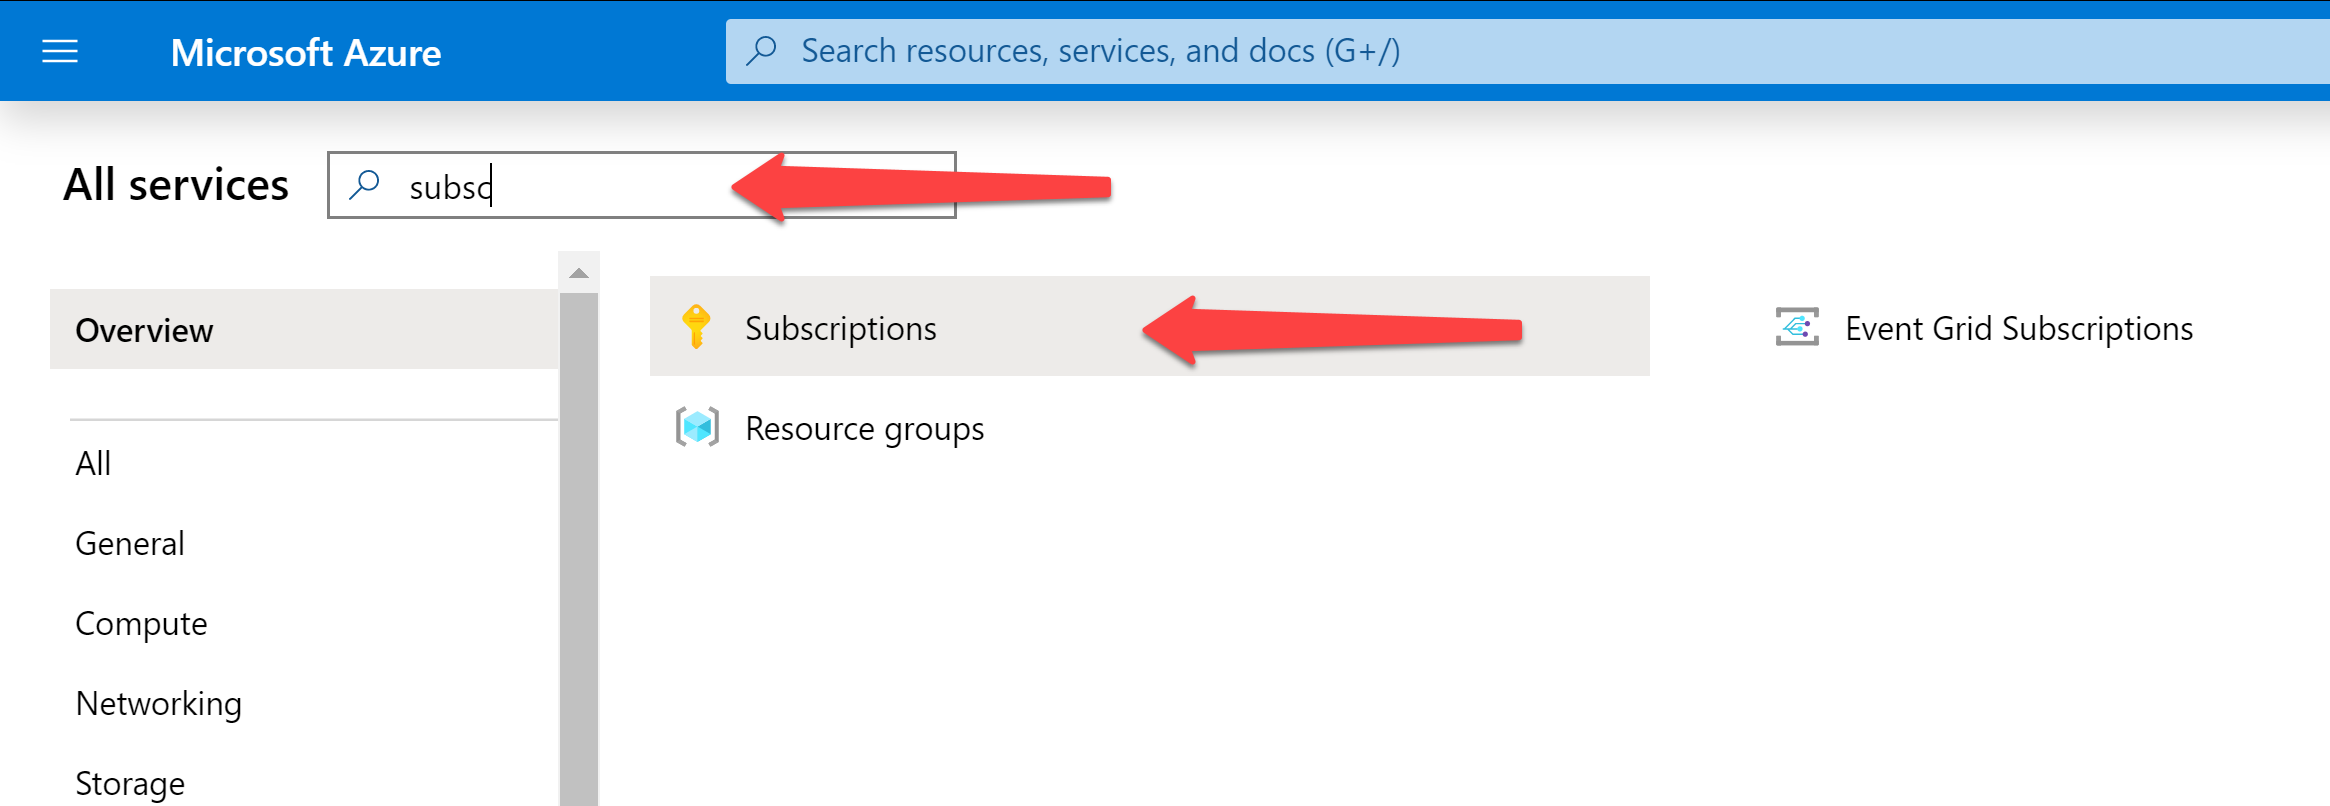 Microsoft Azure
Search resources, services, and docs (G+/)
All services
subsc
Overview
Subscriptions
Event Grid Subscriptions
Resource groups
All
General
Compute
Networking
Storage